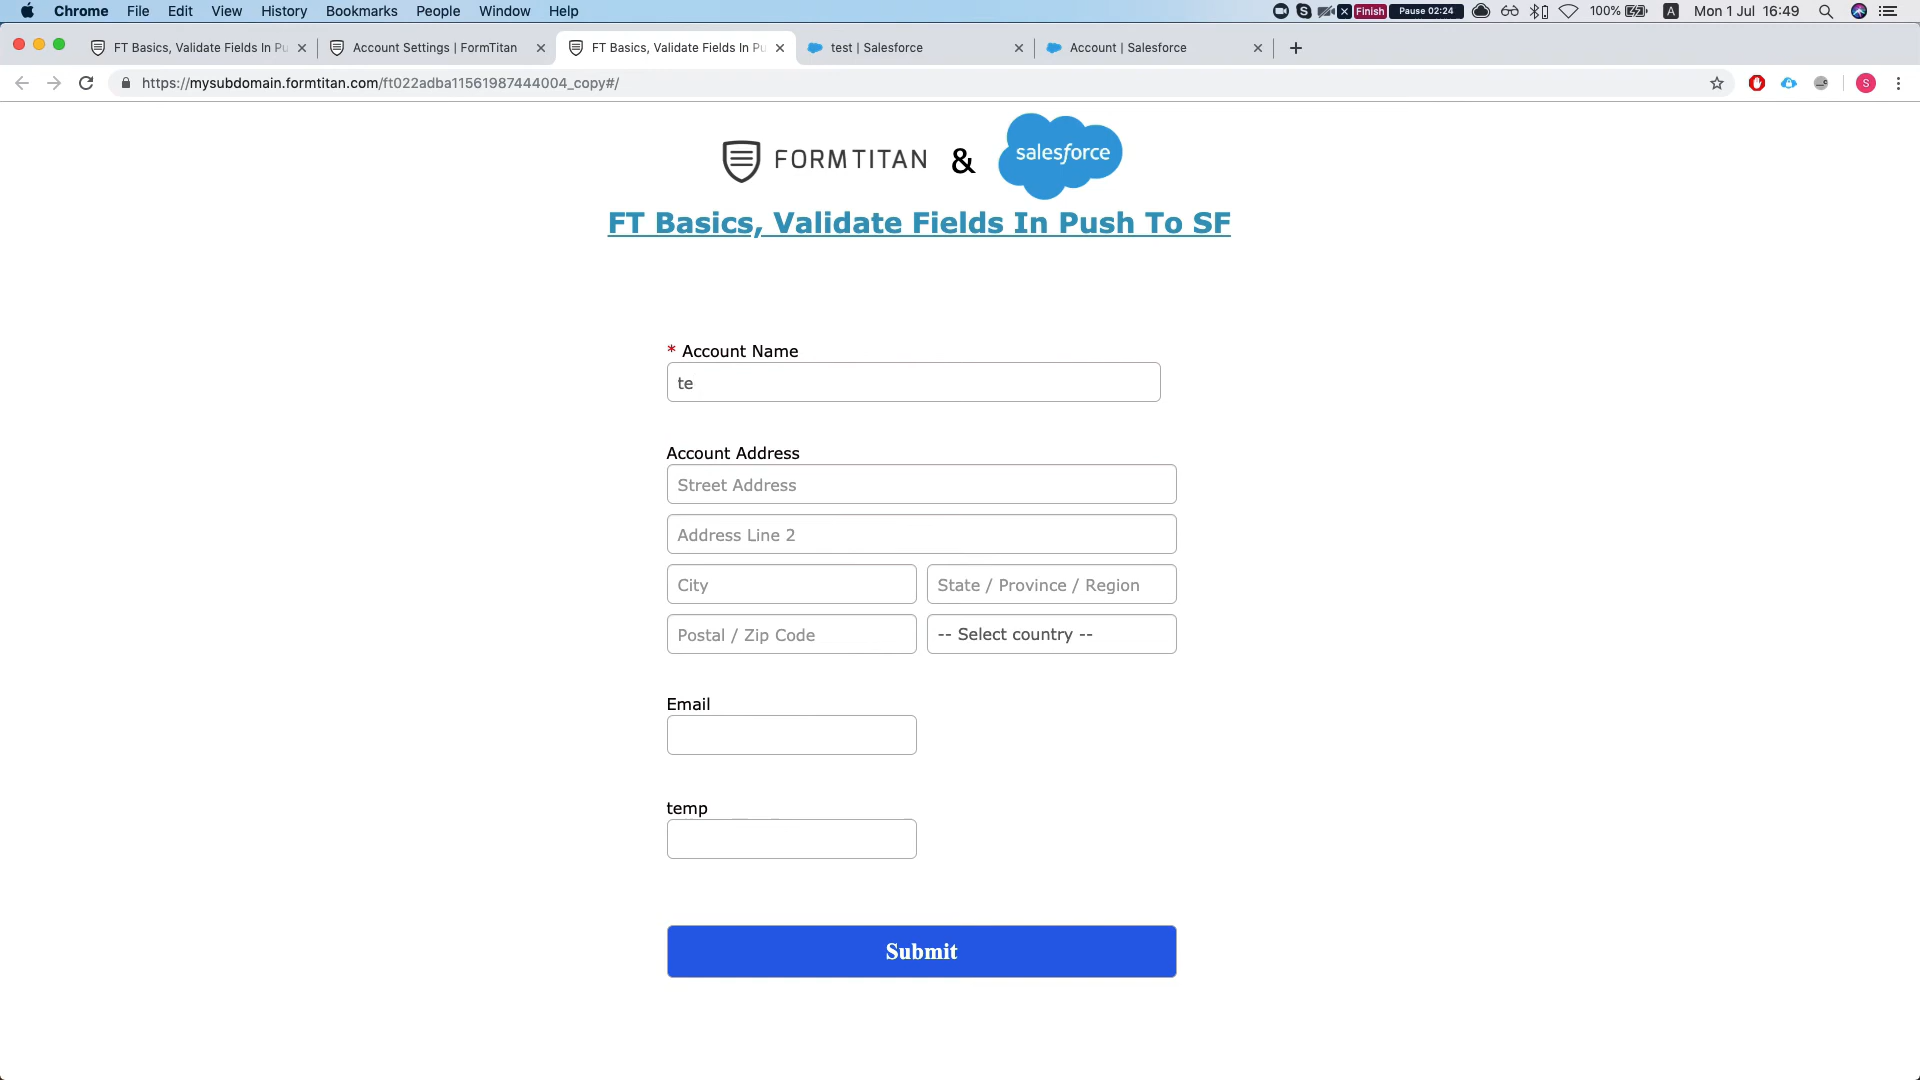 Chrome File Edit View History Bookmarks People Window Help S Finish Pause 02:24 100% A Mon 1 Jul 16:49
FT Basics, Validate Fields In Pu Account Settings | FormTitan FT Basics, Validate Fields In Pu test | Salesforce Account | Salesforce
https://mysubdomain.formtitan.com/ft022adba11561987444004_copy#/ S
FORMTITAN & salesforce
FT Basics, Validate Fields In Push To SF
* Account Name
te
Account Address
Street Address
Address Line 2
City State / Province / Region
Postal / Zip Code -- Select country --
Email
temp
Submit